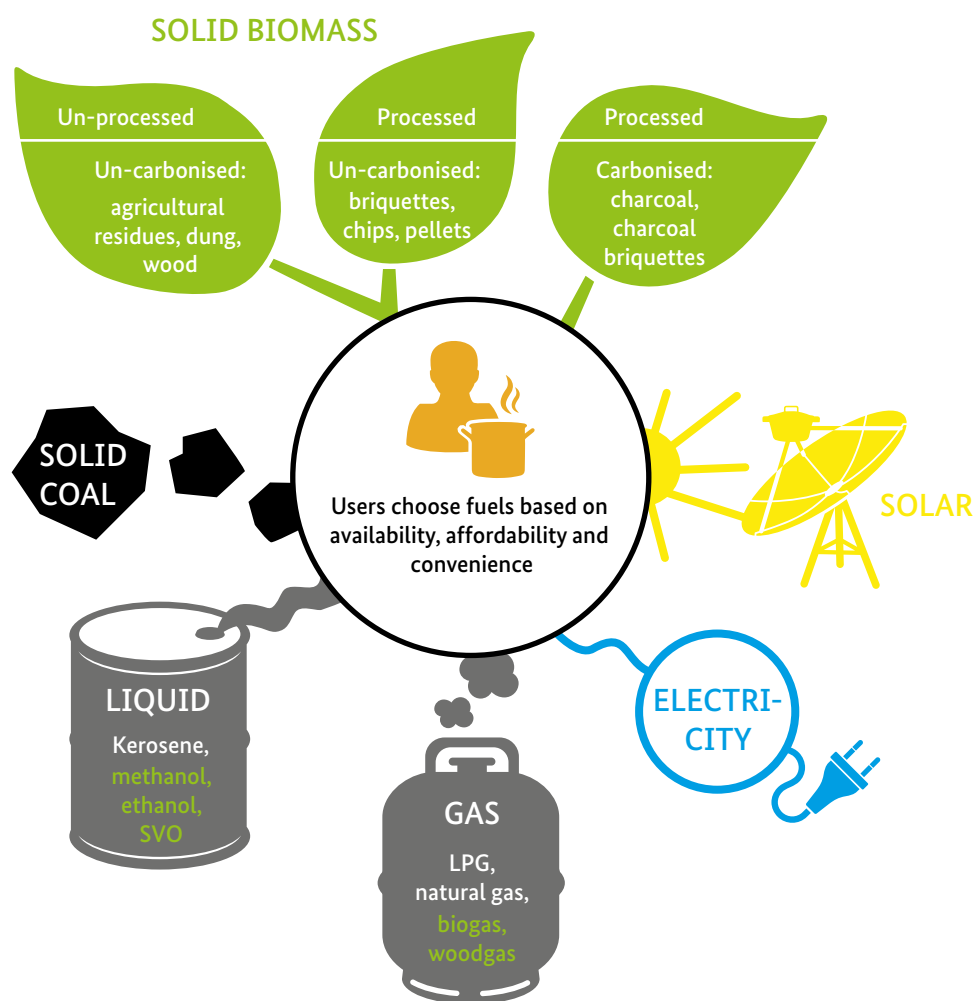 SOLID BIOMASS
Un-processed
Un-carbonised:
agricultural
residues, dung,
wood
Processed
Un-carbonised:
briquettes,
chips, pellets
Processed
Carbonised:
charcoal,
charcoal
briquettes
SOLID
COAL
Users choose fuels based on
availability, affordability and
convenience
SOLAR
LIQUID
Kerosene,
methanol,
ethanol,
SVO
GAS
LPG,
natural gas,
biogas,
woodgas
ELECTRI-
CITY